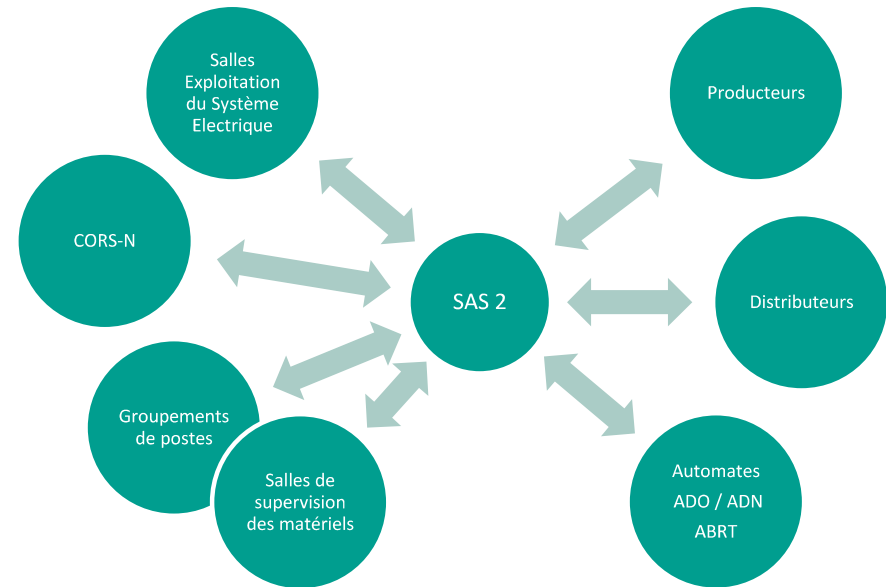 Salles
Exploitation
du Système
Electrique
Producteurs
CORS-N
SAS 2
Distributeurs
Groupements
de postes
Salles de
supervision
des matériels
Automates
ADO / ADN
ABRT